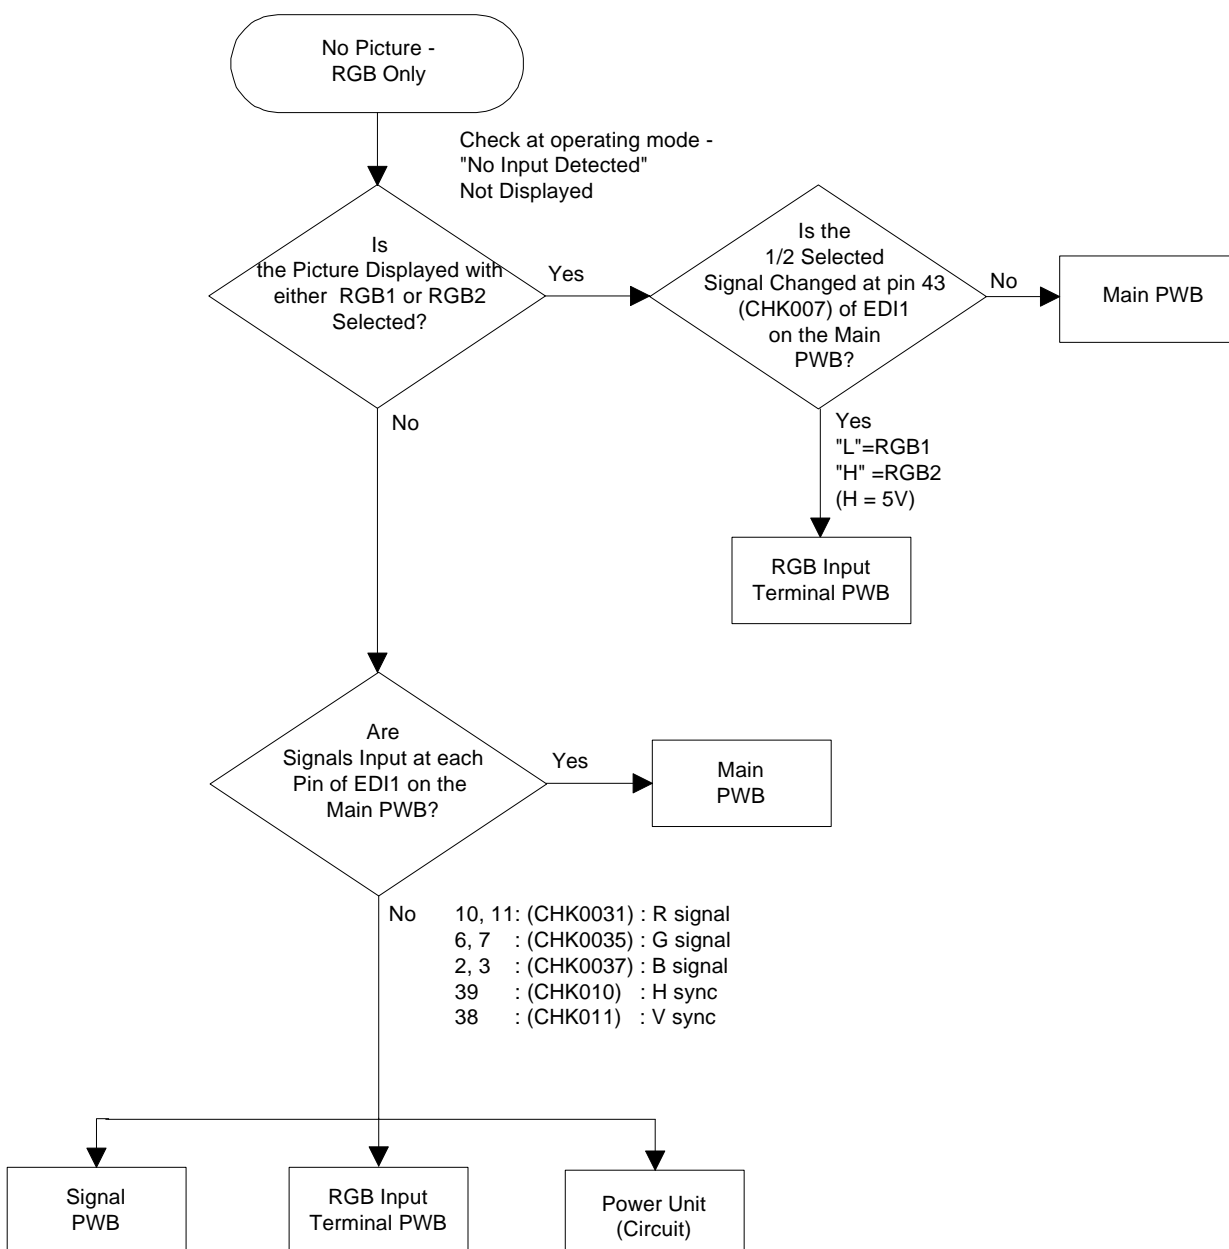 No Picture -
RGB Only
Check at operating mode -
"No Input Detected"
Not Displayed
Is
the Picture Displayed with
either RGB1 or RGB2
Selected?
Yes
Is the
1/2 Selected
Signal Changed at pin 43
(CHK007) of EDI1
on the Main
PWB?
No
Main PWB
No
Yes
"L"=RGB1
"H" =RGB2
(H = 5V)
RGB Input
Terminal PWB
Are
Signals Input at each
Pin of EDI1 on the
Main PWB?
Yes
Main
PWB
No
10, 11: (CHK0031) : R signal
6, 7 : (CHK0035) : G signal
2, 3 : (CHK0037) : B signal
39 : (CHK010) : H sync
38 : (CHK011) : V sync
Signal
PWB
RGB Input
Terminal PWB
Power Unit
(Circuit)